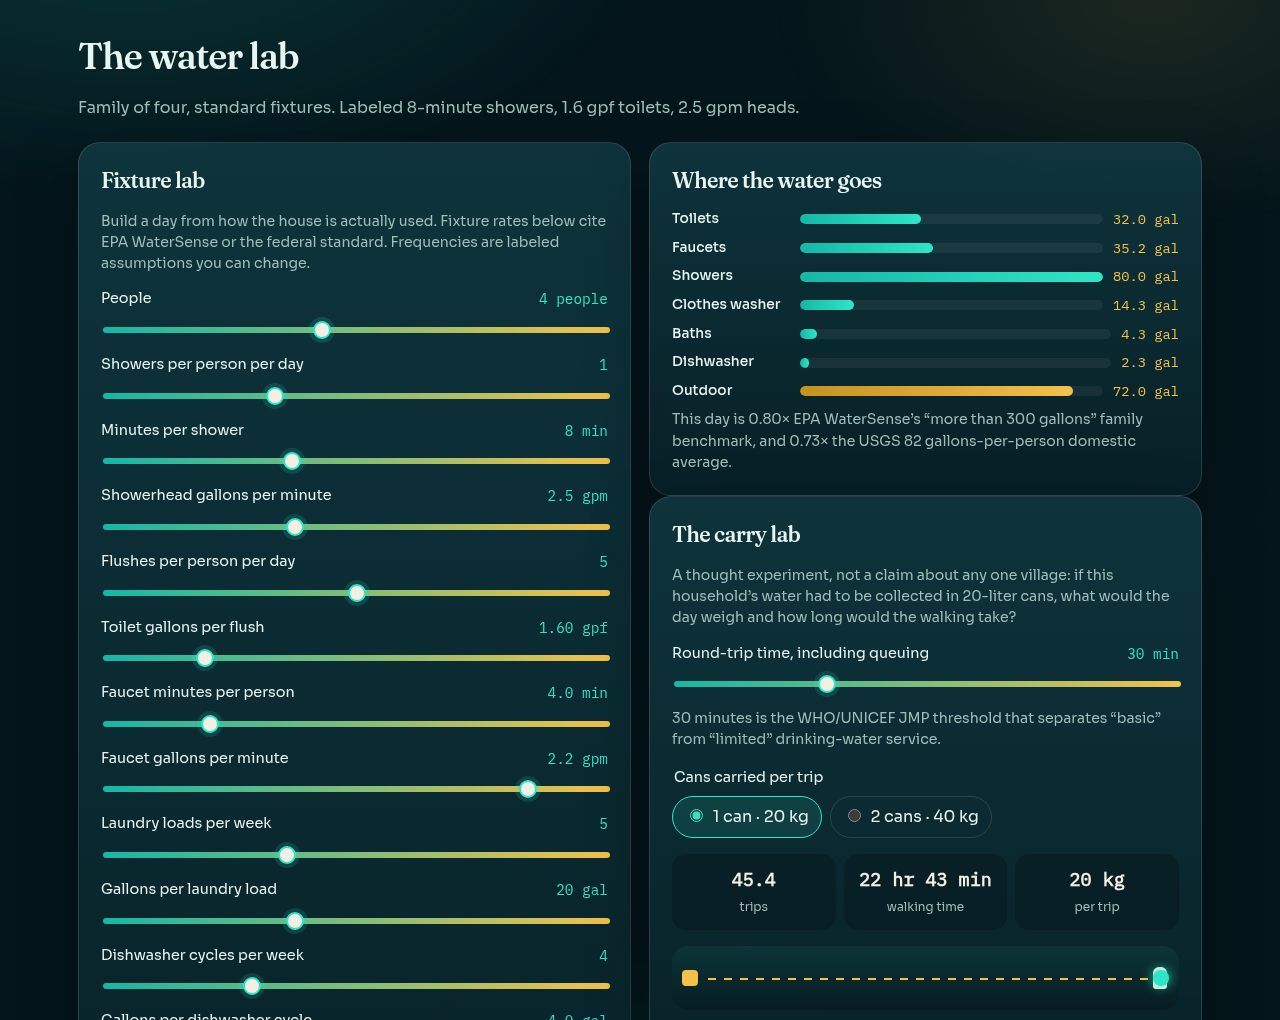 The water lab
Family of four, standard fixtures. Labeled 8-minute showers, 1.6 gpf toilets, 2.5 gpm heads.
Fixture lab
Build a day from how the house is actually used. Fixture rates below cite
EPA WaterSense or the federal standard. Frequencies are labeled
assumptions you can change.
People 4 people
Showers per person per day 1
Minutes per shower 8 min
Showerhead gallons per minute 2.5 gpm
Flushes per person per day 5
Toilet gallons per flush 1.60 gpf
Faucet minutes per person 4.0 min
Faucet gallons per minute 2.2 gpm
Laundry loads per week 5
Gallons per laundry load 20 gal
Dishwasher cycles per week 4
Gallons per dishwasher cycle 4.0 gal
Where the water goes
Toilets 32.0 gal
Faucets 35.2 gal
Showers 80.0 gal
Clothes washer 14.3 gal
Baths 4.3 gal
Dishwasher 2.3 gal
Outdoor 72.0 gal
This day is 0.80× EPA WaterSense’s “more than 300 gallons” family
benchmark, and 0.73× the USGS 82 gallons-per-person domestic
average.
The carry lab
A thought experiment, not a claim about any one village: if this
household’s water had to be collected in 20-liter cans, what would the
day weigh and how long would the walking take?
Round-trip time, including queuing 30 min
30 minutes is the WHO/UNICEF JMP threshold that separates “basic”
from “limited” drinking-water service.
Cans carried per trip
1 can · 20 kg 2 cans · 40 kg
45.4 22 hr 43 min 20 kg
trips walking time per trip